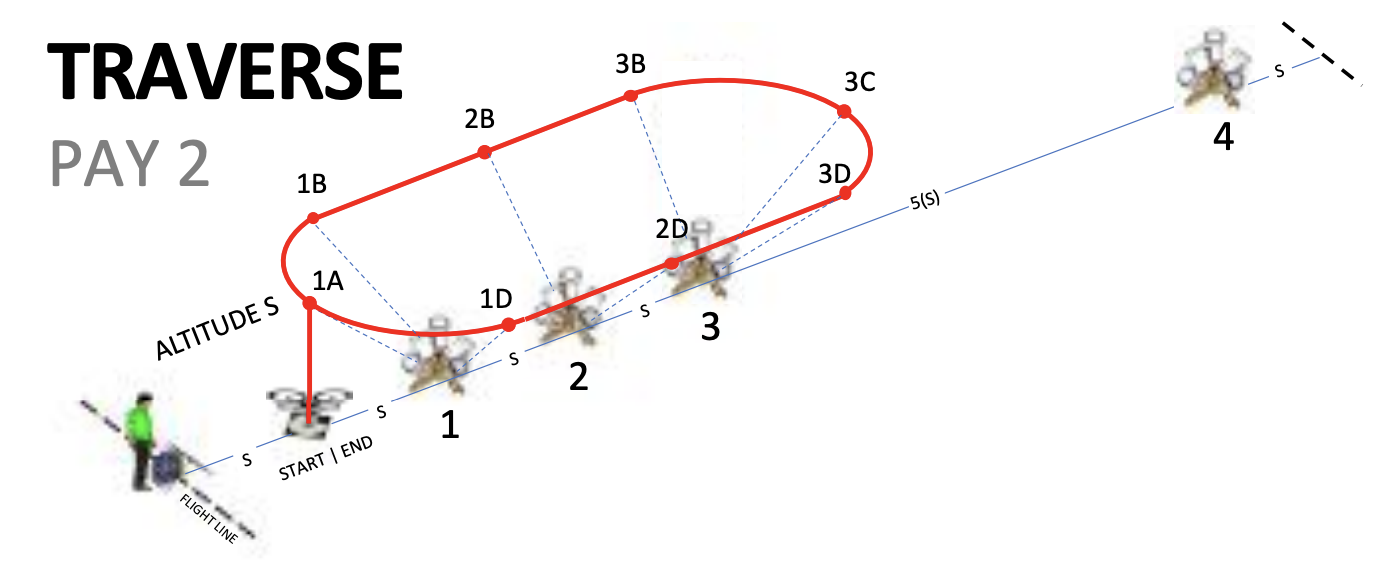 TRAVERSE
PAY 2
3B
3C
2B
1B
3D
2D
1A
1D
ALTITUDE S
S
4
5(S)
S
3
S
2
S
1
S
START | END
FLIGHT LINE